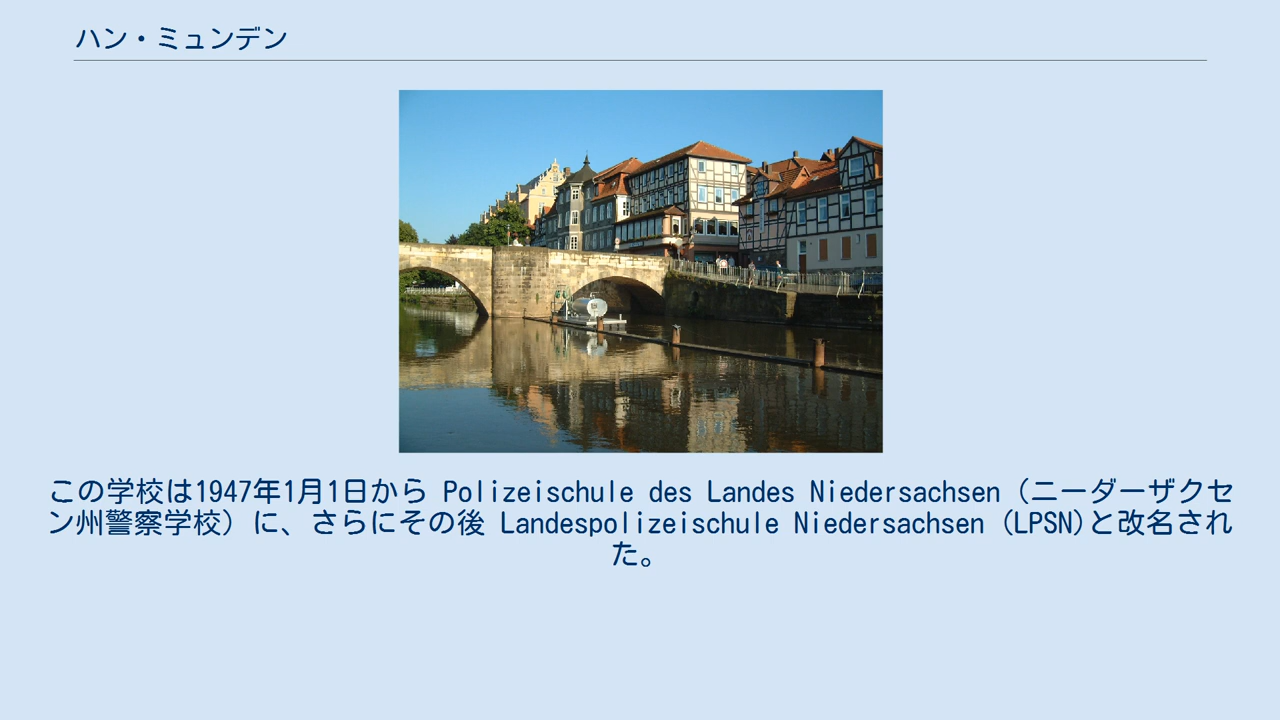 ハン・ミュンデン
この学校は1947年1月1日から Polizeischule des Landes Niedersachsen (ニーダーザクセ
ン州警察学校) に、さらにその後 Landespolizeischule Niedersachsen (LPSN)と改名され
た。